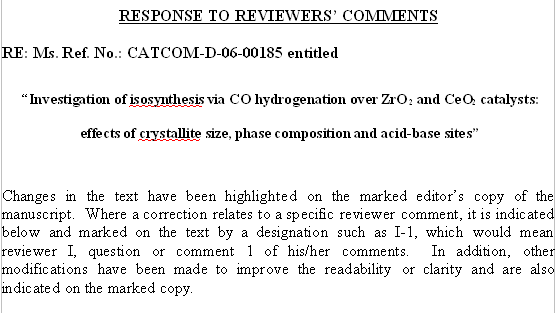 RESPONSE TO REVIEWERS’ COMMENTS
RE: Ms. Ref. No.: CATCOM-D-06-00185 entitled
“Investigation of isosynthesis via CO hydrogenation over ZrO₂ and CeO₂ catalysts:
effects of crystallite size, phase composition and acid-base sites”
Changes in the text have been highlighted on the marked editor’s copy of the
manuscript. Where a correction relates to a specific reviewer comment, it is indicated
below and marked on the text by a designation such as I-1, which would mean
reviewer I, question or comment 1 of his/her comments. In addition, other
modifications have been made to improve the readability or clarity and are also
indicated on the marked copy.